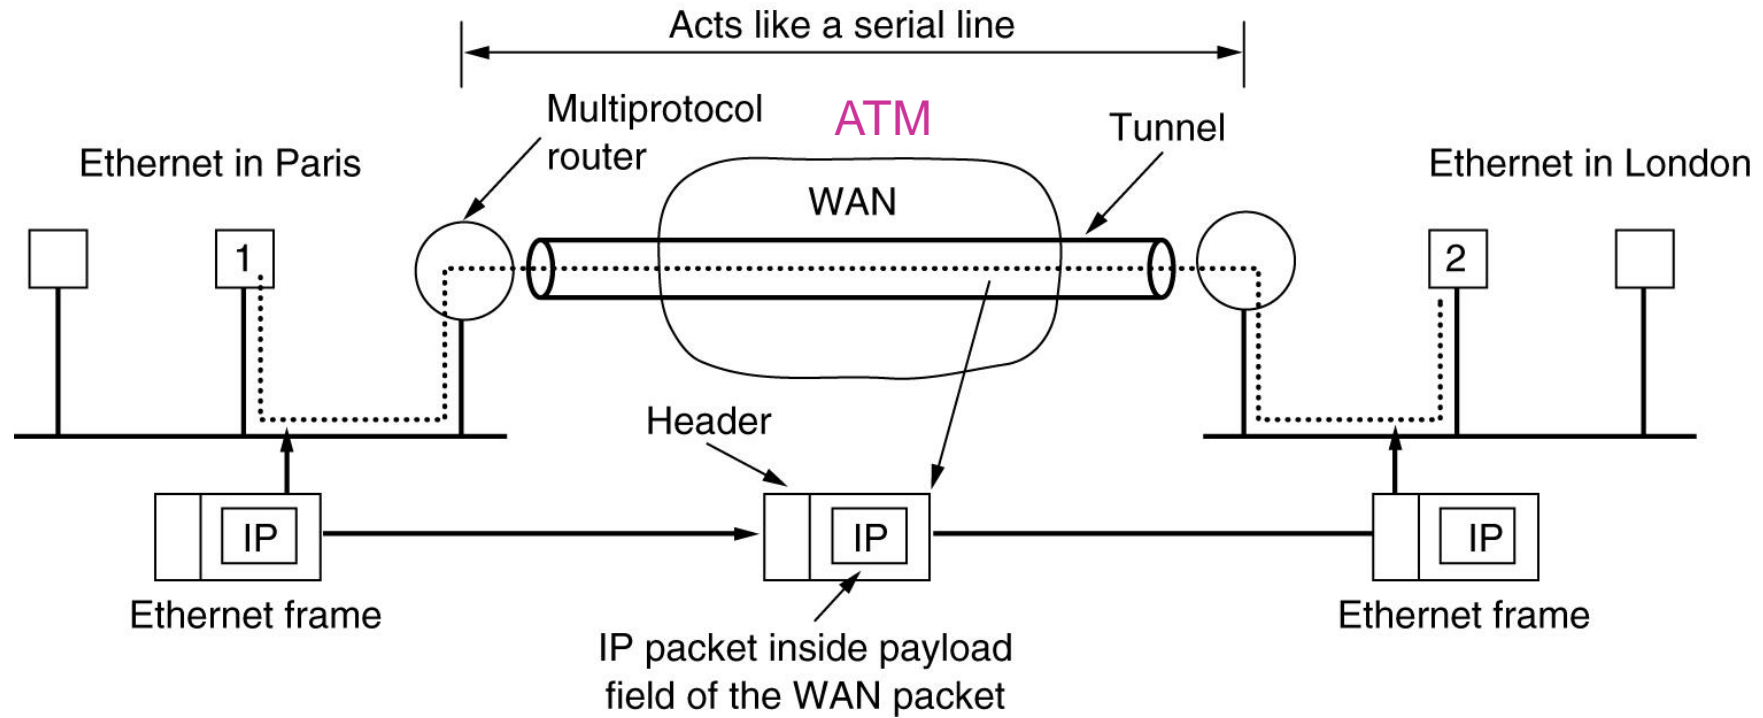 Acts like a serial line
Multiprotocol
router
ATM
Tunnel
Ethernet in Paris
Ethernet in London
WAN
1
2
Header
IP
IP
IP
Ethernet frame
Ethernet frame
IP packet inside payload
field of the WAN packet